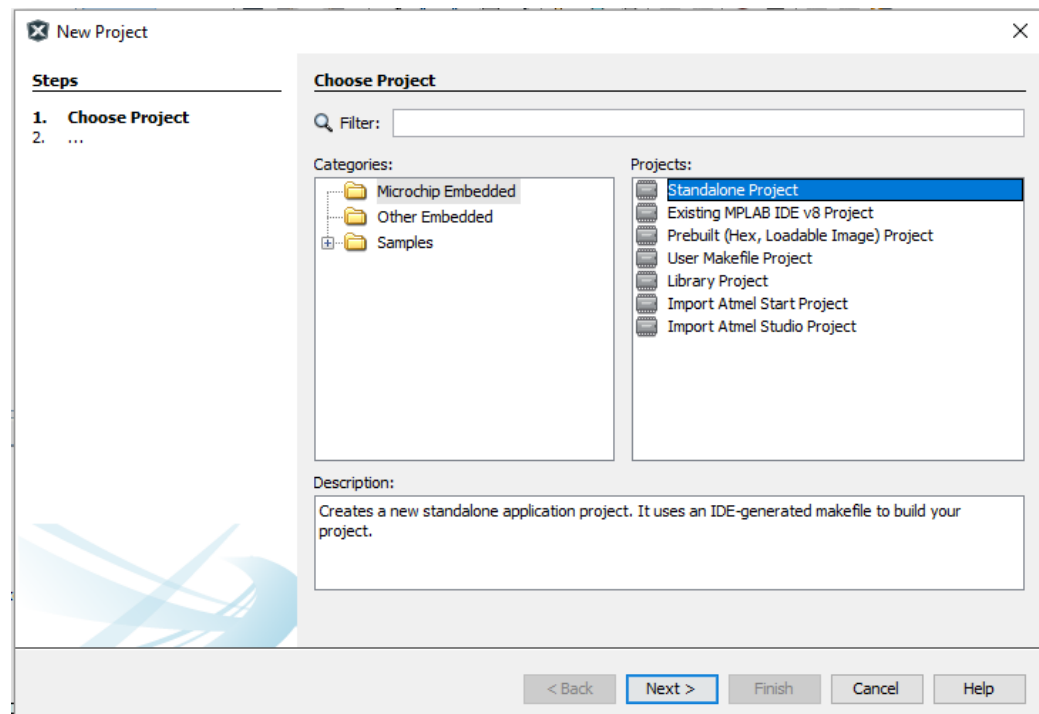 New Project
Steps
1. Choose Project
2. ...
Choose Project
Filter:
Categories:
Microchip Embedded
Other Embedded
Samples
Projects:
Standalone Project
Existing MPLAB IDE v8 Project
Prebuilt (Hex, Loadable Image) Project
User Makefile Project
Library Project
Import Atmel Start Project
Import Atmel Studio Project
Description:
Creates a new standalone application project. It uses an IDE-generated makefile to build your
project.
< Back
Next >
Finish
Cancel
Help